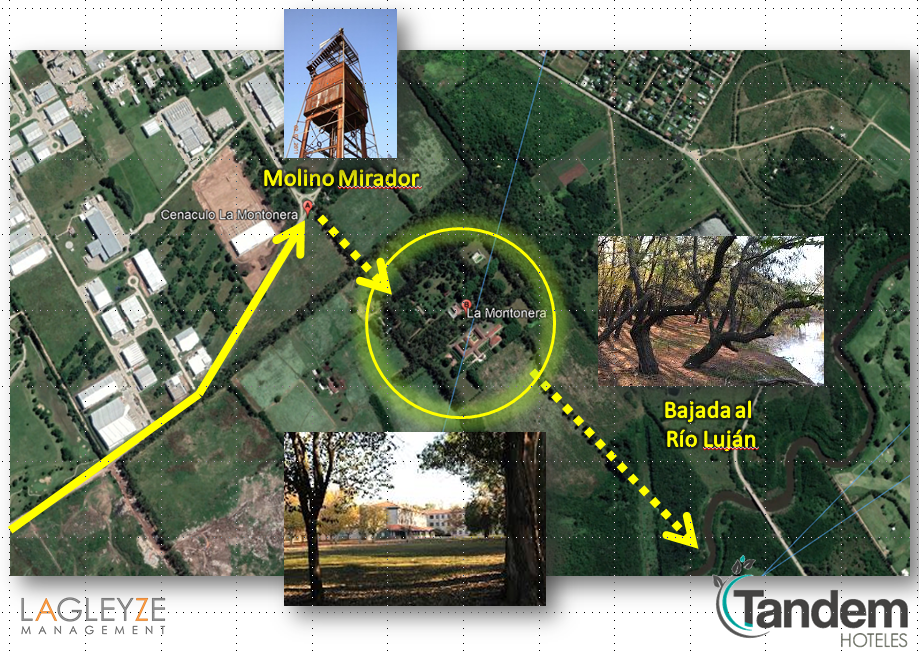 Molino Mirador
Cenaculo La Montonera
A
B
La Montonera
Bajada al
Río Luján
LAGLEYZE
MANAGEMENT
Tandem
HOTELES